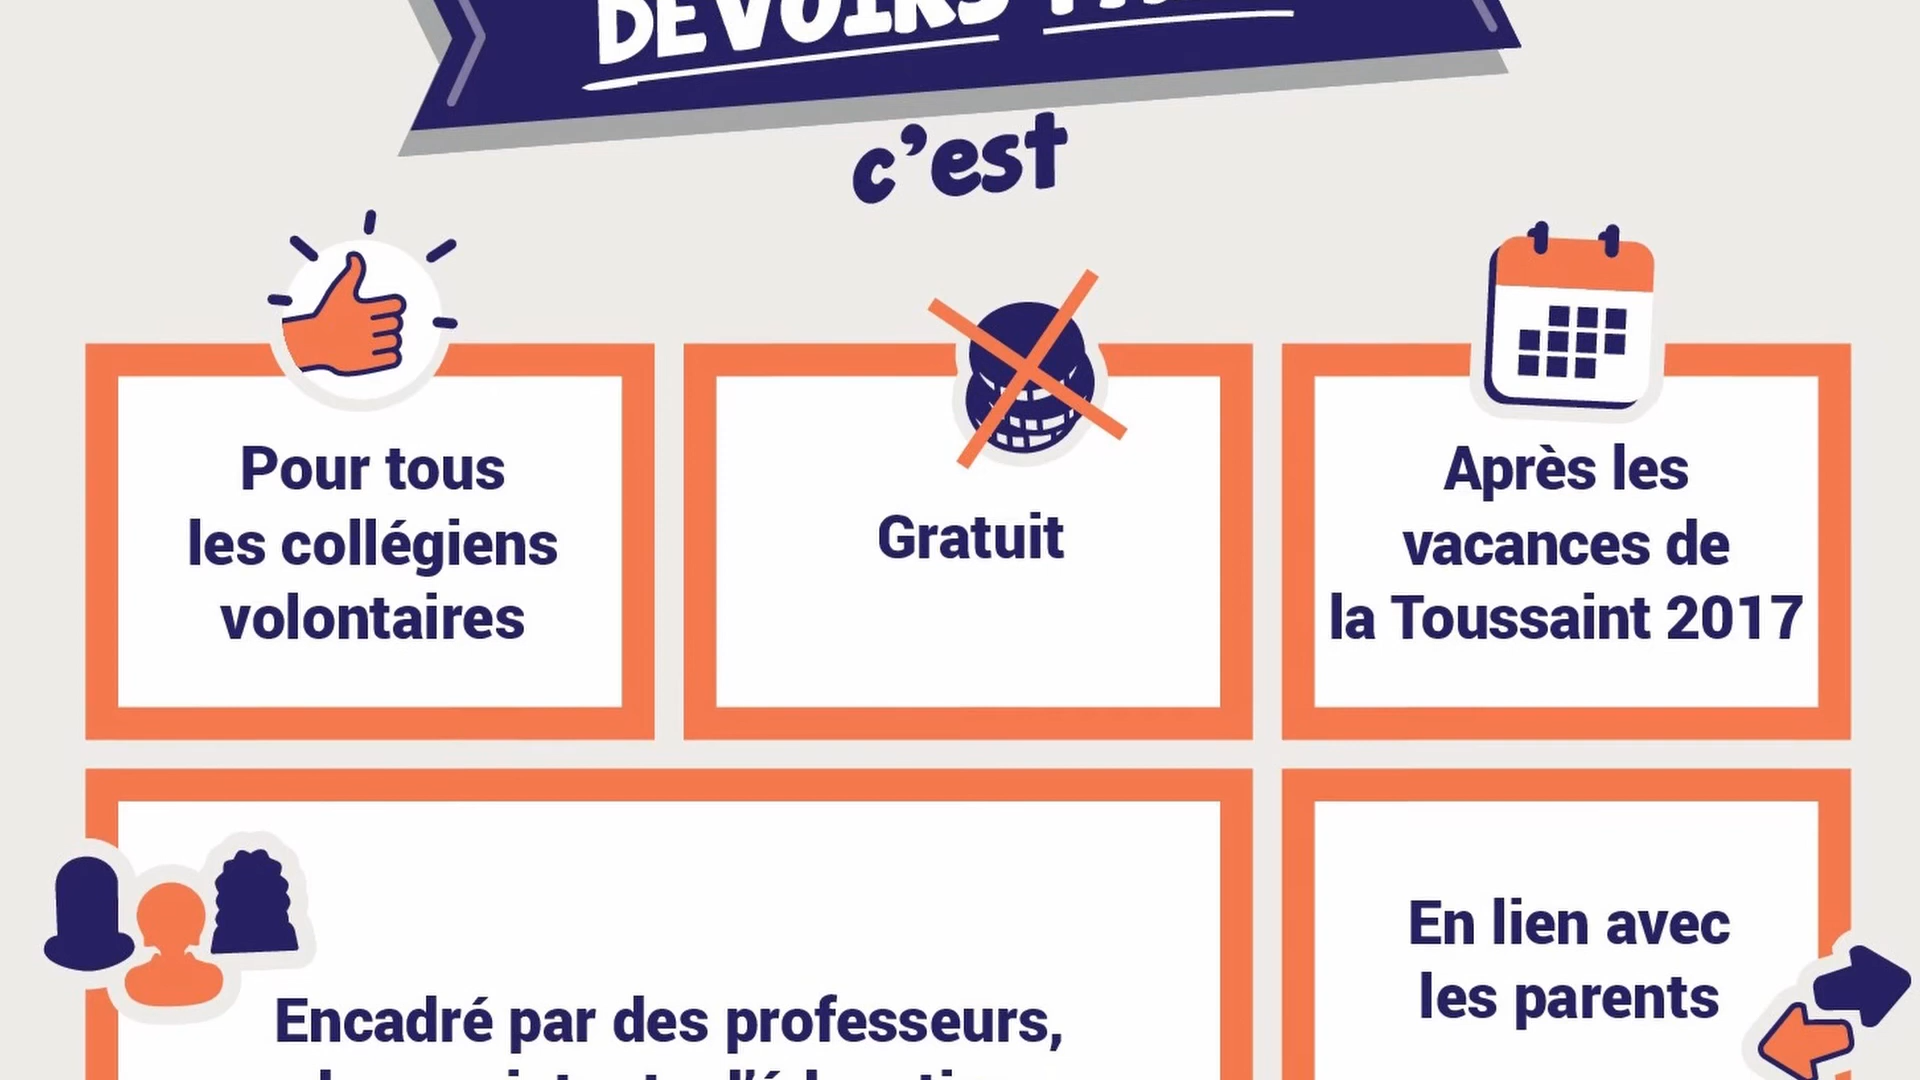 DEVOIRS
c’est
Pour tous
les collégiens
volontaires
Gratuit
Après les
vacances de
la Toussaint 2017
En lien avec
les parents
Encadré par des professeurs,